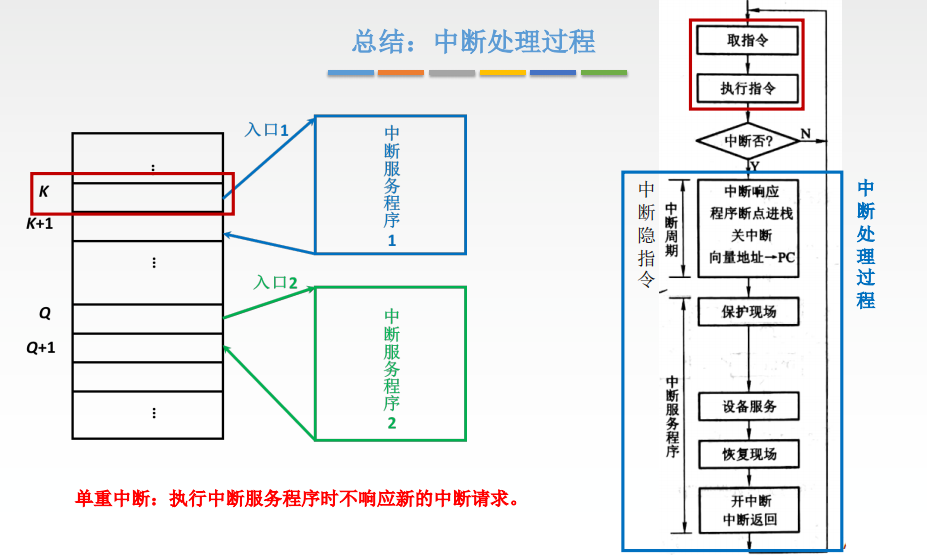 总结：中断处理过程
取指令
执行指令
中断否?
N
Y
入口1
中断服务程序1
⋮
K
K+1
⋮
入口2
Q
Q+1
中断服务程序2
⋮
中断隐指令
中断周期
中断响应
程序断点进栈
关中断
向量地址→PC
中断处理过程
保护现场
中断服务程序
设备服务
恢复现场
开中断
中断返回
单重中断：执行中断服务程序时不响应新的中断请求。